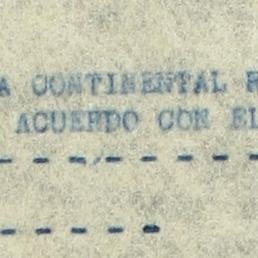 A CONTINENTAL R
ACUERDO CON EL
- - - - - - - -
- - - - -